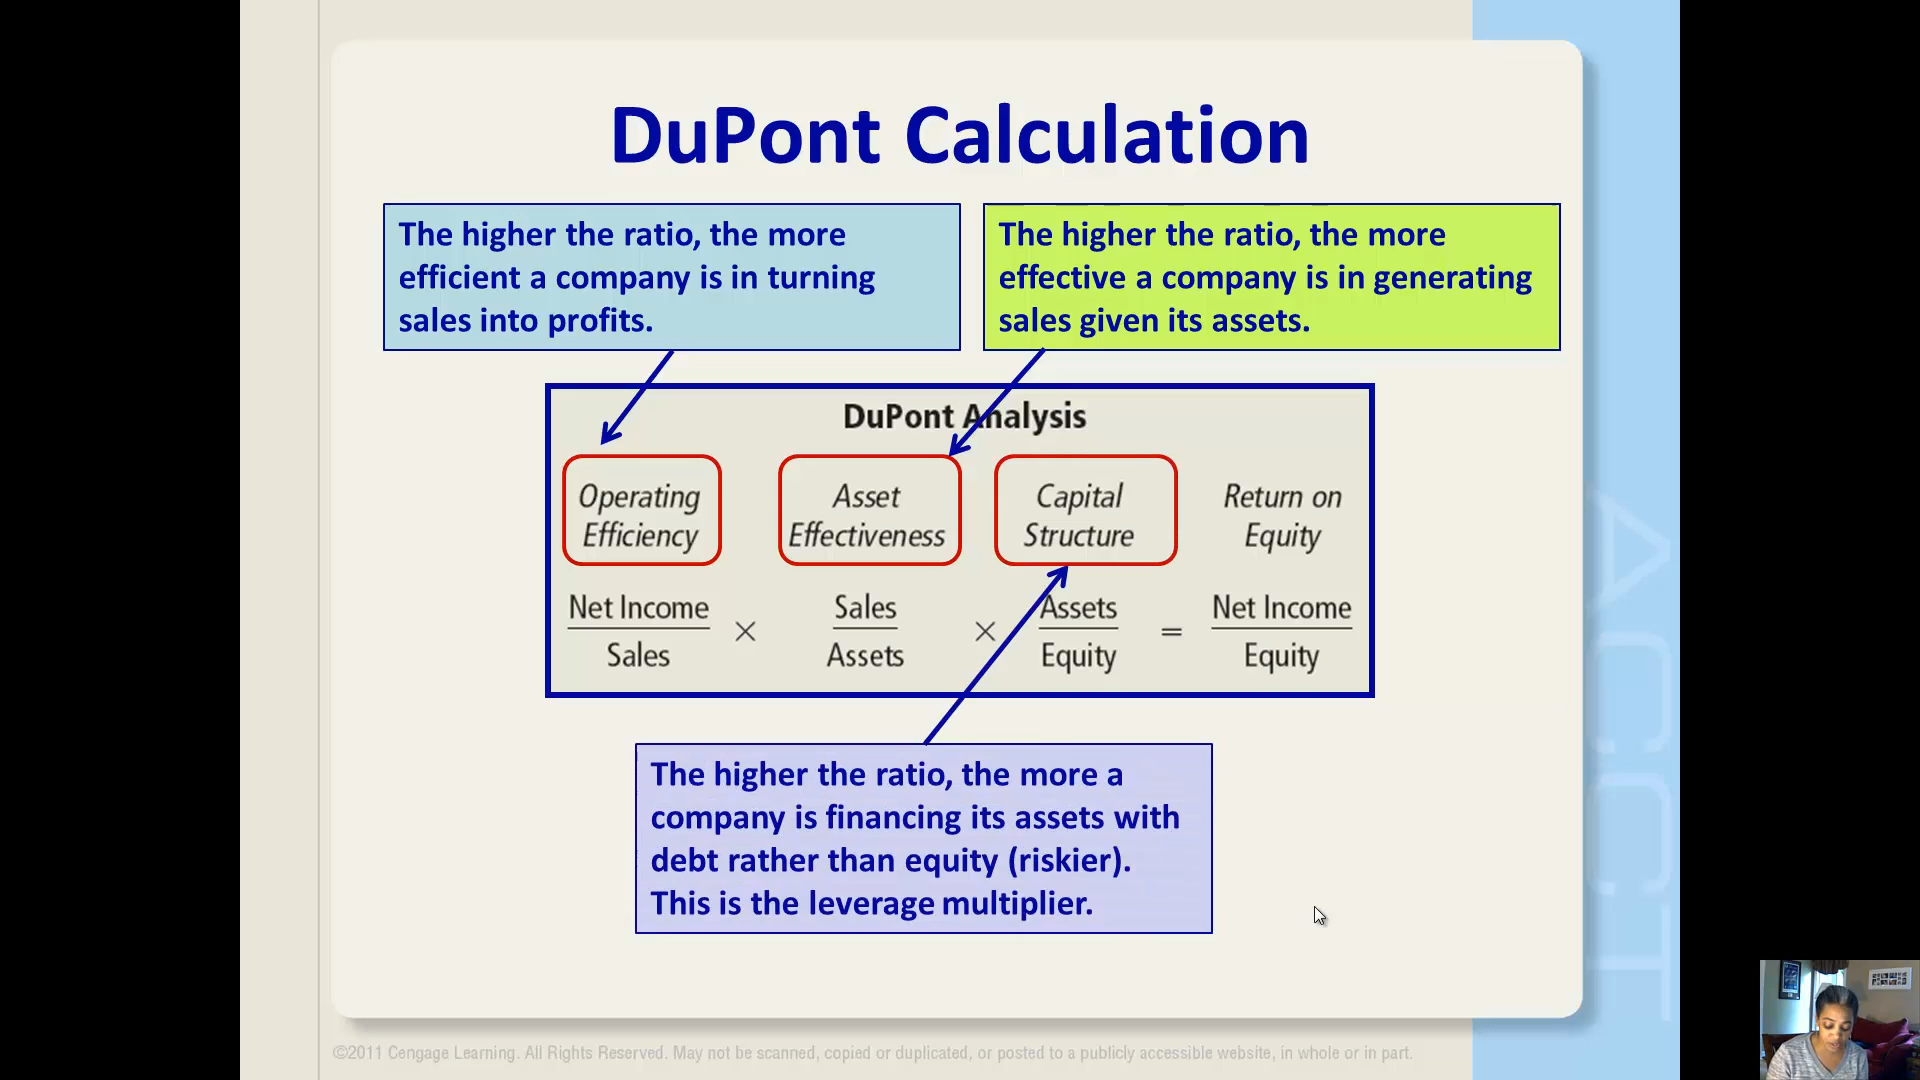 DuPont Calculation
The higher the ratio, the more
efficient a company is in turning
sales into profits.
The higher the ratio, the more
effective a company is in generating
sales given its assets.
DuPont Analysis
Operating
Efficiency
Asset
Effectiveness
Capital
Structure
Return on
Equity
Net Income
Sales
×
Sales
Assets
×
Assets
Equity
=
Net Income
Equity
The higher the ratio, the more a
company is financing its assets with
debt rather than equity (riskier).
This is the leverage multiplier.
ACCT
©2011 Cengage Learning. All Rights Reserved. May not be scanned, copied or duplicated, or posted to a publicly accessible website, in whole or in part.